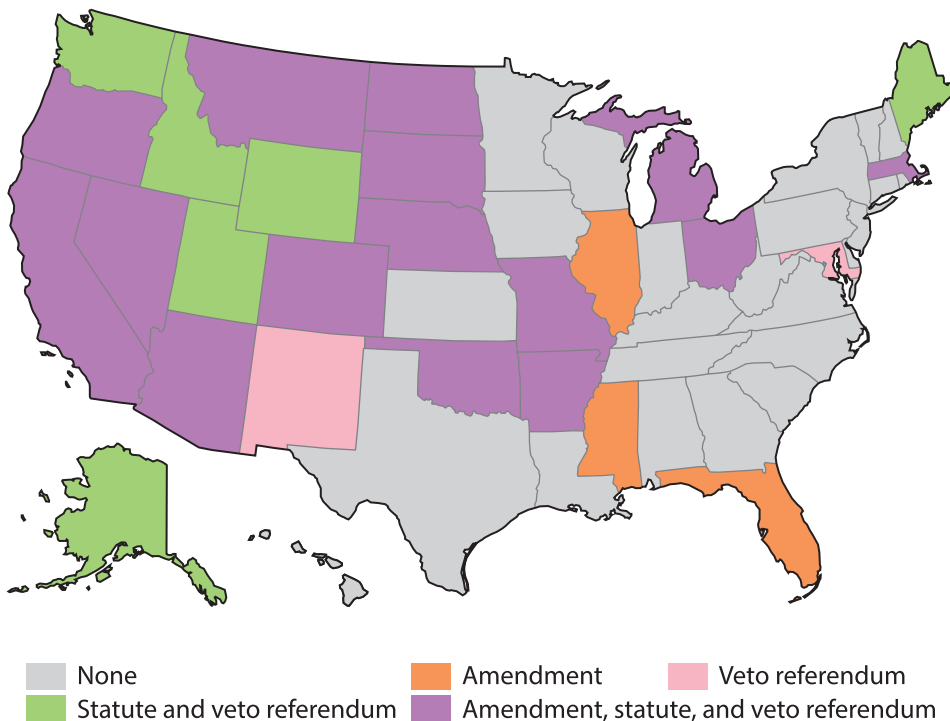 None
Amendment
Veto referendum
Statute and veto referendum
Amendment, statute, and veto referendum